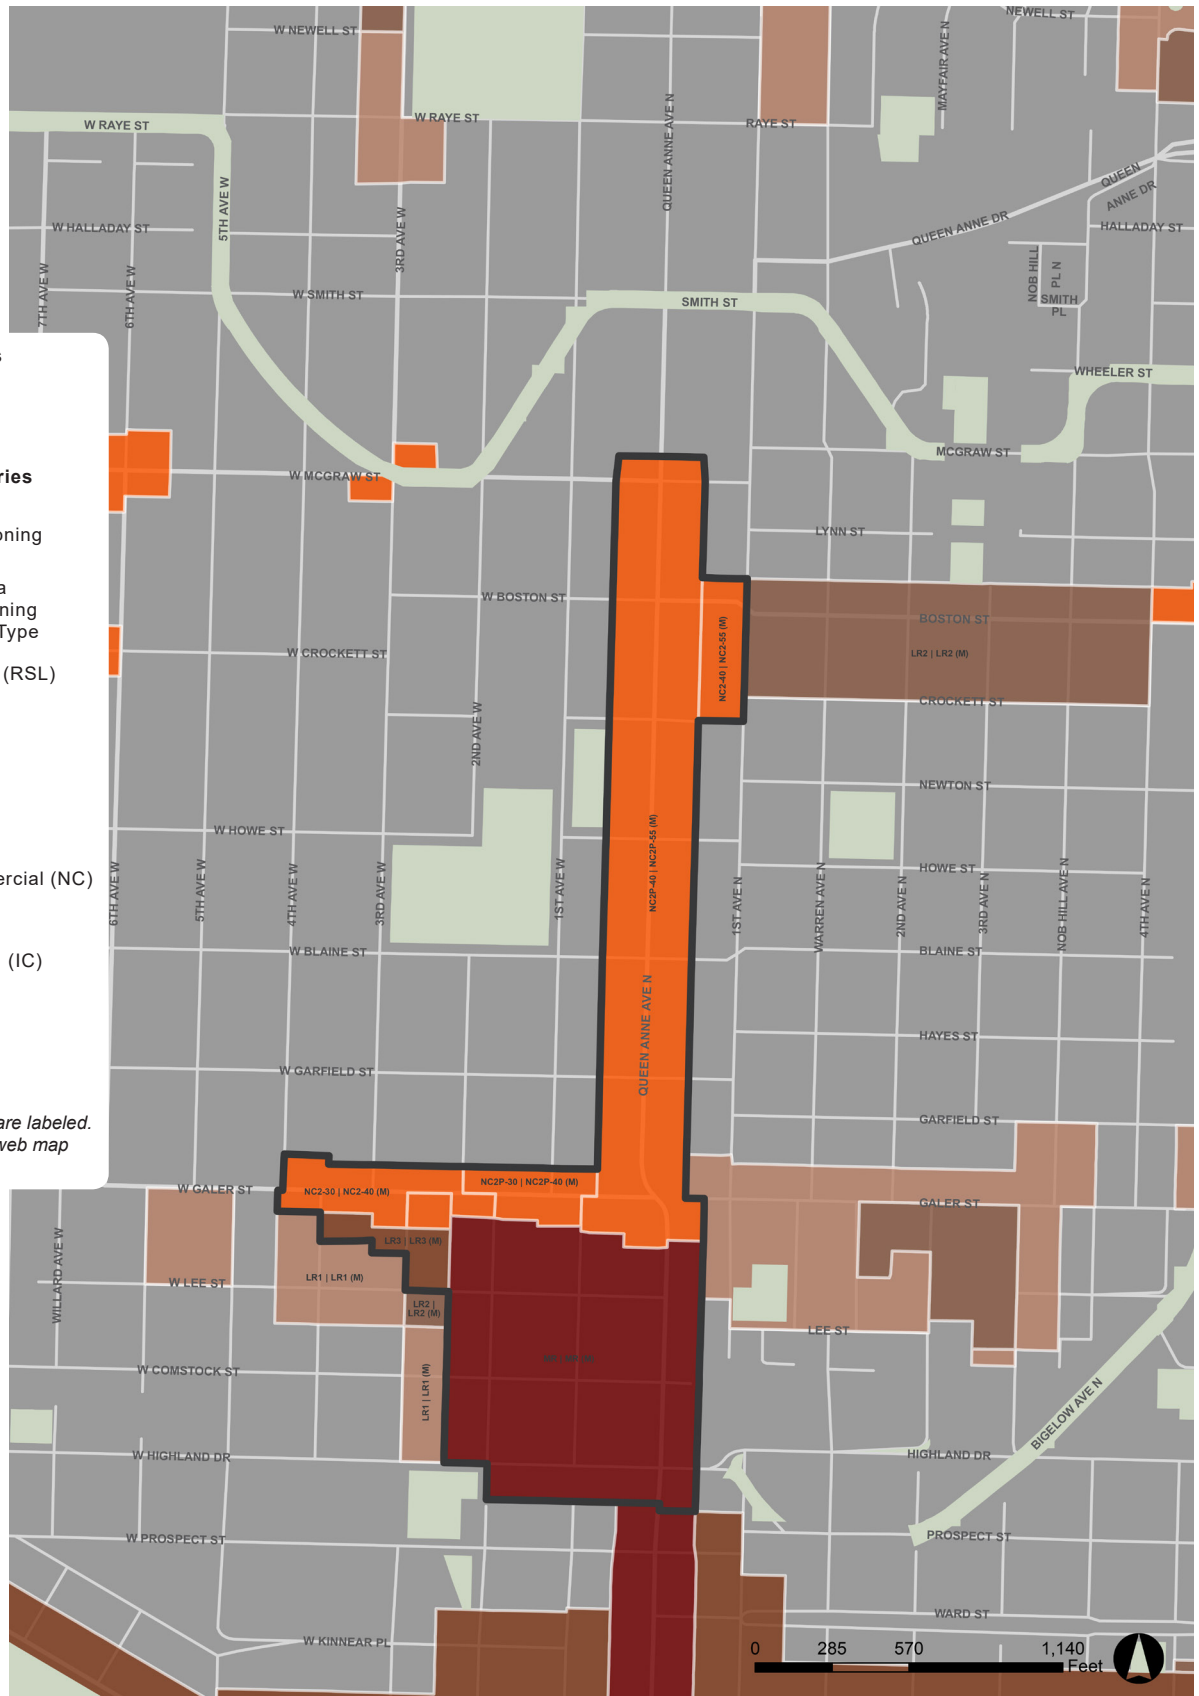 NEWELL ST
W NEWELL ST
MAYFAIR AVE N
QUEEN ANNE AVE N
W RAYE ST
W RAYE ST
RAYE ST
QUEEN
ANNE DR
5TH AVE W
3RD AVE W
W HALLADAY ST
QUEEN ANNE DR
HALLADAY ST
7TH AVE W
6TH AVE W
NOB HILL
PL N
W SMITH ST
SMITH ST
SMITH
PL
WHEELER ST
s
ries
oning
a
ning
Type
(RSL)
ercial (NC)
(IC)
are labeled.
web map
W MCGRAW ST
MCGRAW ST
LYNN ST
W BOSTON ST
BOSTON ST
NC2-40 | NC2-55 (M)
LR2 | LR2 (M)
W CROCKETT ST
CROCKETT ST
2ND AVE W
NEWTON ST
W HOWE ST
NC2P-40 | NC2P-55 (M)
HOWE ST
6TH AVE W
5TH AVE W
4TH AVE W
3RD AVE W
1ST AVE W
1ST AVE N
WARREN AVE N
2ND AVE N
3RD AVE N
NOB HILL AVE N
4TH AVE N
W BLAINE ST
BLAINE ST
QUEEN ANNE AVE N
HAYES ST
W GARFIELD ST
GARFIELD ST
W GALER ST
NC2-30 | NC2-40 (M)
NC2P-30 | NC2P-40 (M)
GALER ST
WILLARD AVE W
LR3 | LR3 (M)
LR1 | LR1 (M)
W LEE ST
LR2 |
LR2 (M)
LEE ST
W COMSTOCK ST
LR1 | LR1 (M)
BIGELOW AVE N
W HIGHLAND DR
HIGHLAND DR
W PROSPECT ST
PROSPECT ST
WARD ST
W KINNEAR PL
0 285 570 1,140
Feet